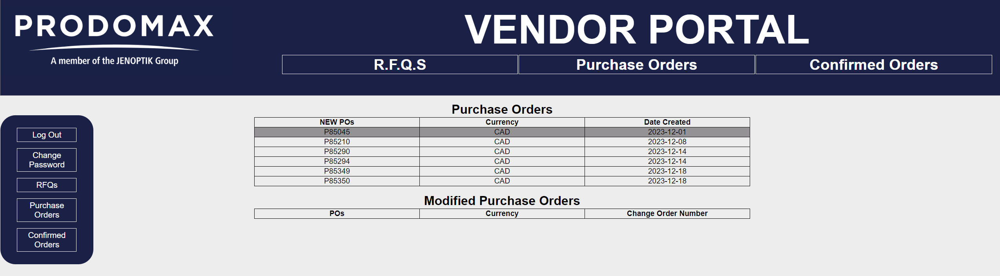 PRODOMAX
A member of the JENOPTIK Group
VENDOR PORTAL
R.F.Q.S Purchase Orders Confirmed Orders
Log Out
Change
Password
RFQs
Purchase
Orders
Confirmed
Orders
Purchase Orders
NEW POs Currency Date Created
P85045 CAD 2023-12-01
P85210 CAD 2023-12-08
P85290 CAD 2023-12-14
P85294 CAD 2023-12-14
P85349 CAD 2023-12-18
P85350 CAD 2023-12-18
Modified Purchase Orders
POs Currency Change Order Number